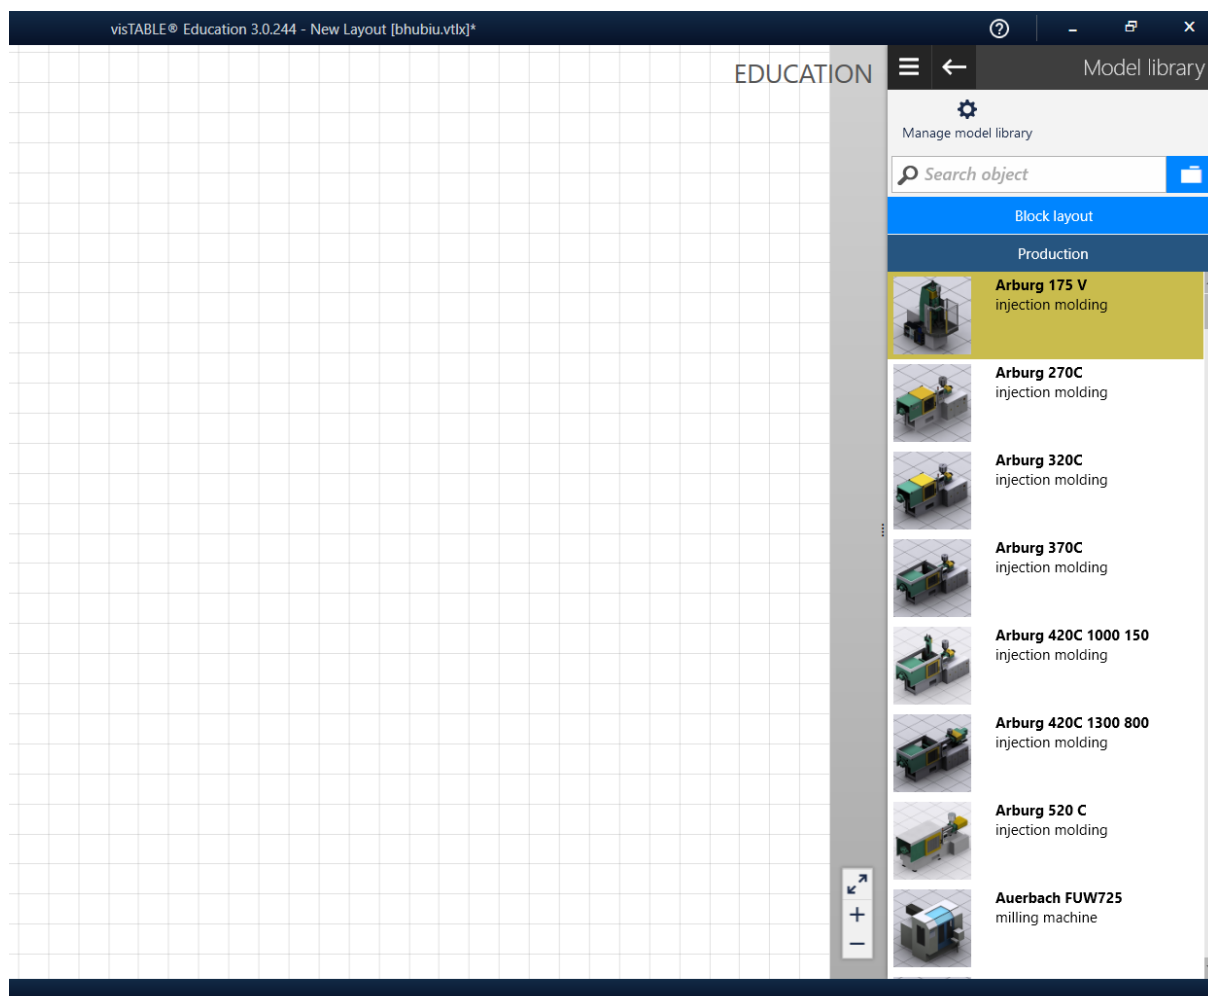 visTABLE® Education 3.0.244 - New Layout [bhubiu.vtlx]*
EDUCATION
Model library
Manage model library
Search object
Block layout
Production
Arburg 175 V
injection molding
Arburg 270C
injection molding
Arburg 320C
injection molding
Arburg 370C
injection molding
Arburg 420C 1000 150
injection molding
Arburg 420C 1300 800
injection molding
Arburg 520 C
injection molding
Auerbach FUW725
milling machine